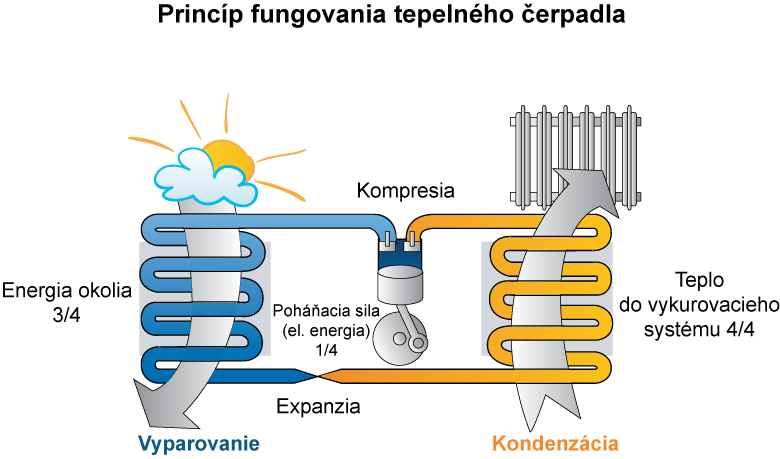 Princíp fungovania tepelného čerpadla
Kompresia
Energia okolia
3/4
Poháňacia sila
(el. energia)
1/4
Teplo
do vykurovacieho
systému 4/4
Expanzia
Vyparovanie
Kondenzácia